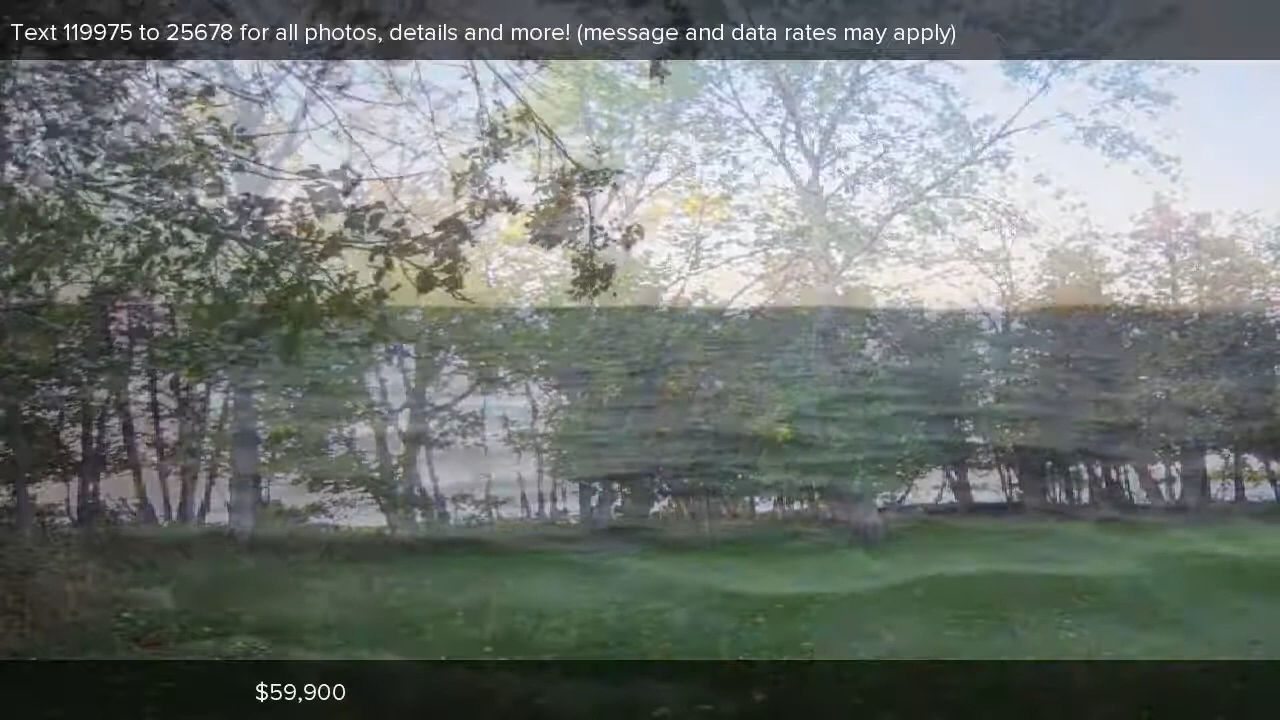 Text 119975 to 25678 for all photos, details and more! (message and data rates may apply)
$59,900